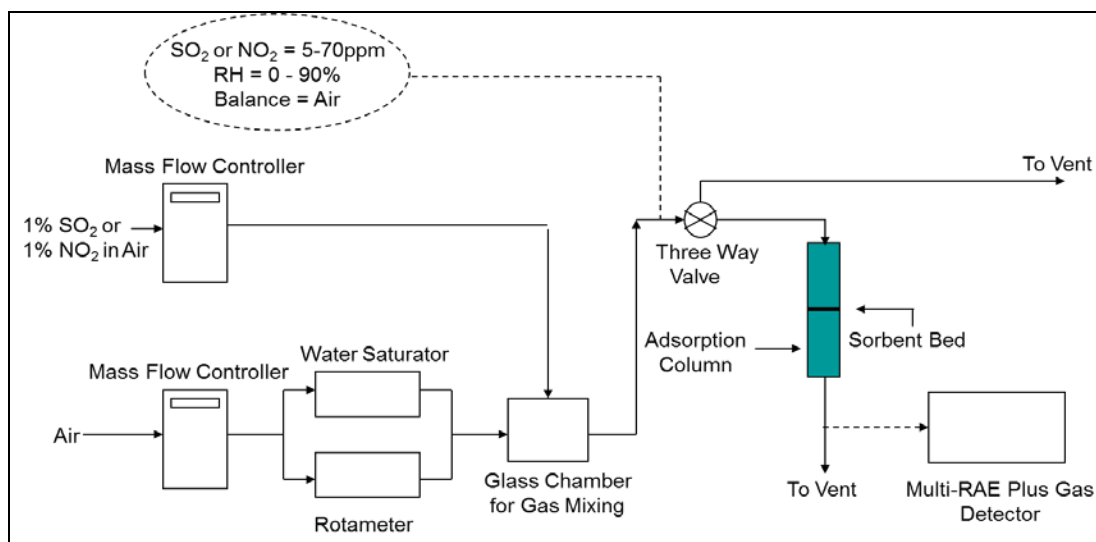 SO₂ or NO₂ = 5-70ppm
RH = 0 - 90%
Balance = Air
Mass Flow Controller
To Vent
1% SO₂ or
1% NO₂ in Air
Three Way
Valve
Adsorption
Column
Sorbent Bed
Water Saturator
Mass Flow Controller
Air
Glass Chamber
for Gas Mixing
Rotameter
To Vent
Multi-RAE Plus Gas
Detector